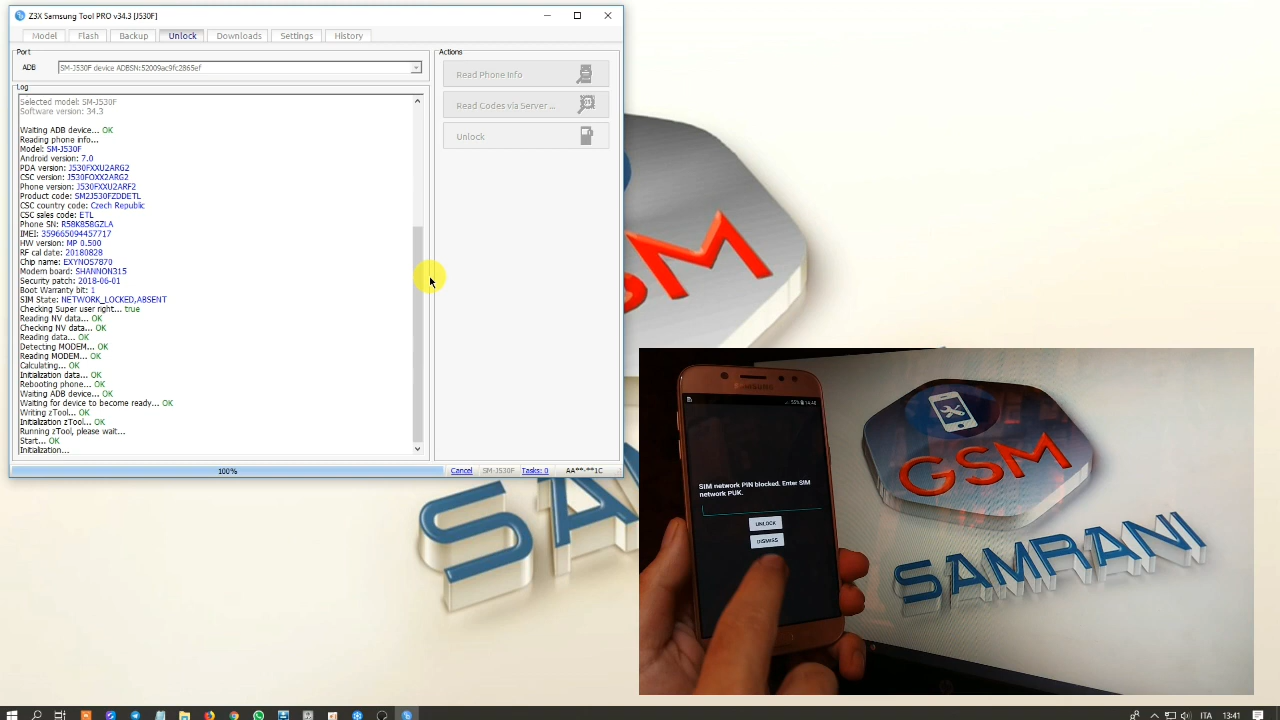 Z3X Samsung Tool PRO v34.3 [J530F]
Model Flash Backup Unlock Downloads Settings History
Port
ADB SM-J530F device ADBSN:52009ac9fc2865ef
Log
Selected model: SM-J530F
Software version: 34.3
Waiting ADB device... OK
Reading phone info...
Model: SM-J530F
Android version: 7.0
PDA version: J530FXXU2ARG2
CSC version: J530FOXX2ARG2
Phone version: J530FXXU2ARF2
Product code: SM2J530FZDDETL
CSC country code: Czech Republic
CSC sales code: ETL
Phone SN: R58K858GZLA
IMEI: 359665094457717
HW version: MP 0.500
RF cal date: 20180828
Chip name: EXYNOS7870
Modem board: SHANNON315
Security patch: 2018-06-01
Boot Warranty bit: 1
SIM State: NETWORK_LOCKED,ABSENT
Checking Super user right... true
Reading NV data... OK
Checking NV data... OK
Reading data... OK
Detecting MODEM... OK
Reading MODEM... OK
Calculating... OK
Initialization data... OK
Rebooting phone... OK
Waiting ADB device... OK
Waiting for device to become ready... OK
Writing zTool... OK
Initialization zTool... OK
Running zTool, please wait...
Start... OK
Initialization...
100% Cancel SM-J530F Tasks: 0 AA**-**1C
Actions
Read Phone Info
Read Codes via Server ...
Unlock
SAMSUNG
55% 14:40
SIM network PIN blocked. Enter SIM
network PUK.
UNLOCK
DISMISS
GSM
SAMRANI
ITA 13:41